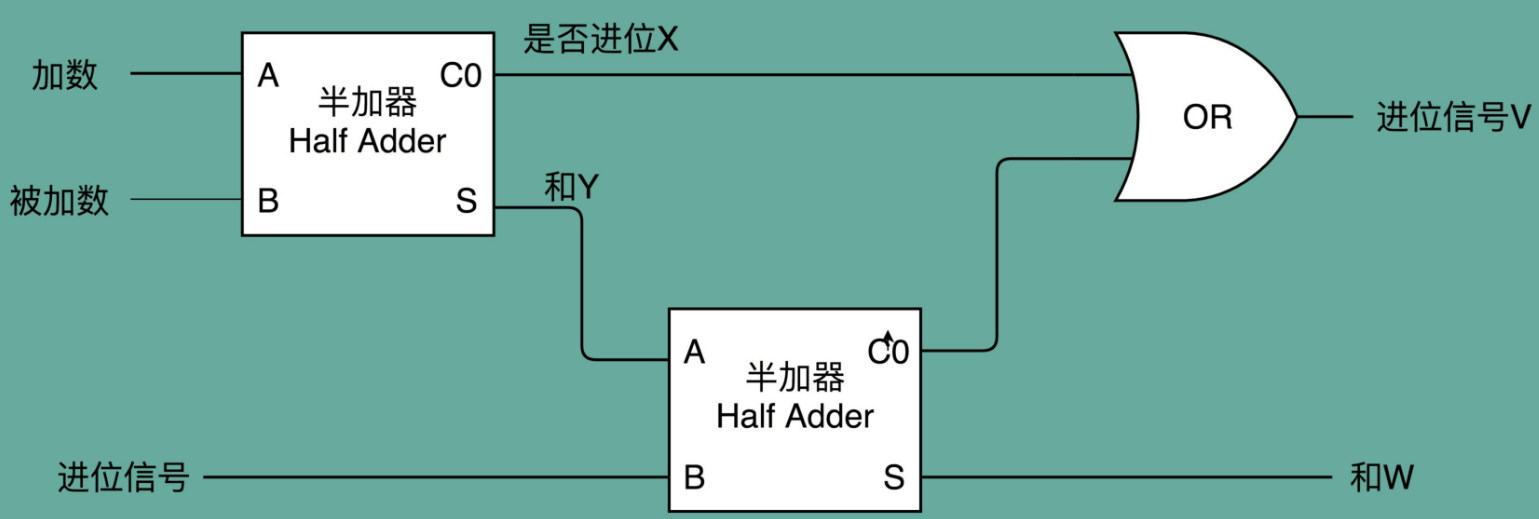 加数
被加数
A
B
半加器
Half Adder
C0
S
是否进位X
和Y
OR
进位信号V
进位信号
A
B
半加器
Half Adder
C0
S
和W